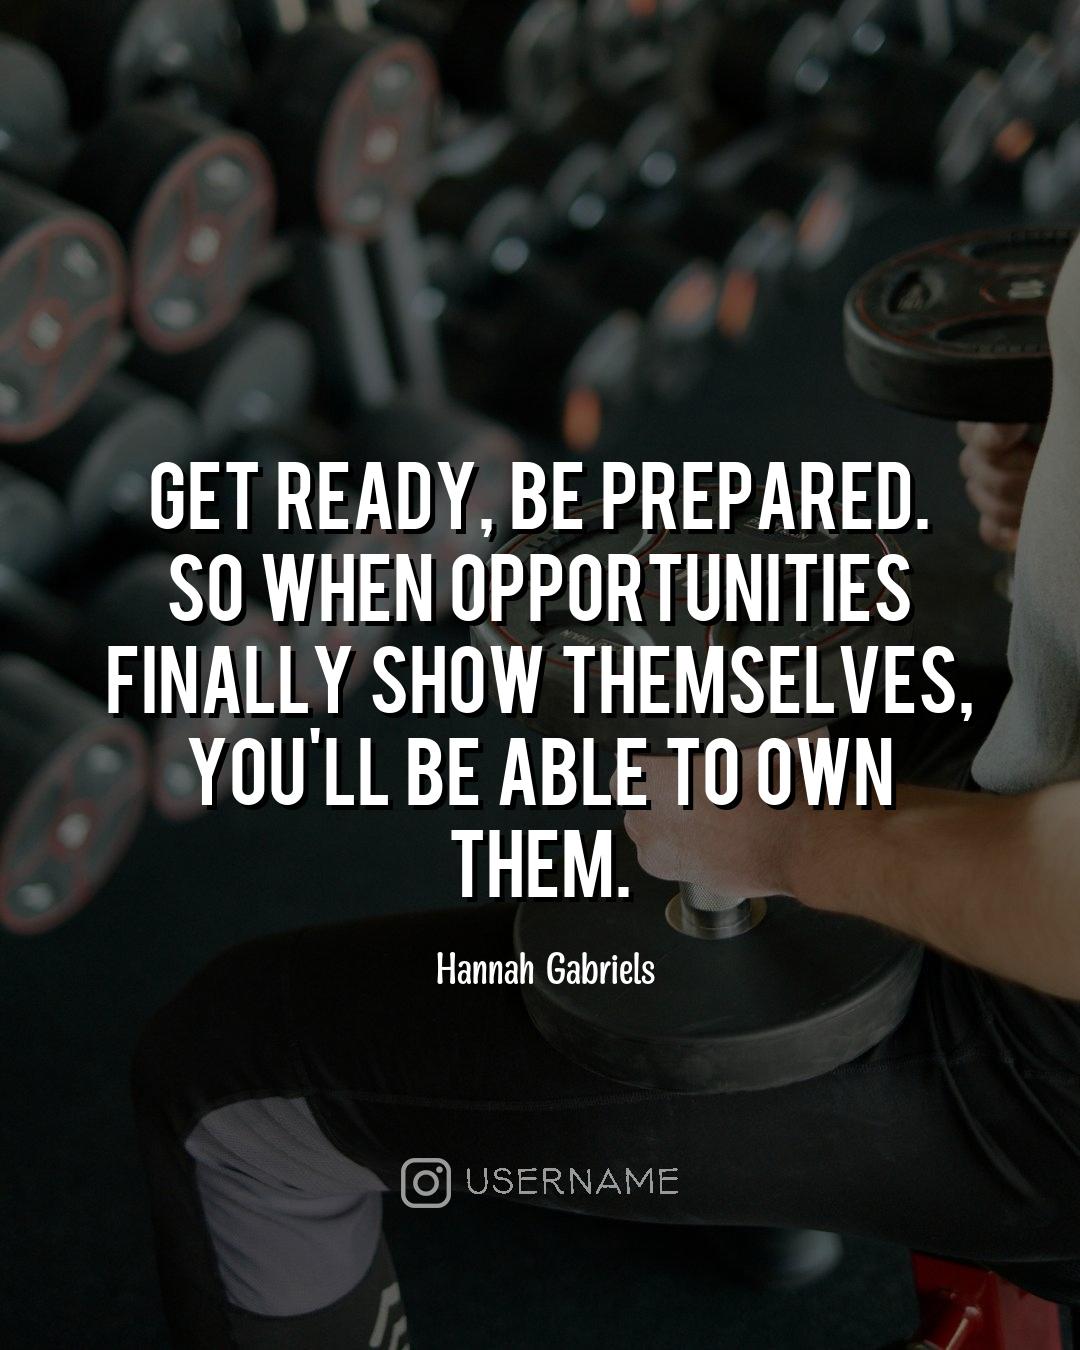 GET READY, BE PREPARED.
SO WHEN OPPORTUNITIES
FINALLY SHOW THEMSELVES,
YOU'LL BE ABLE TO OWN
THEM.
Hannah Gabriels
USERNAME